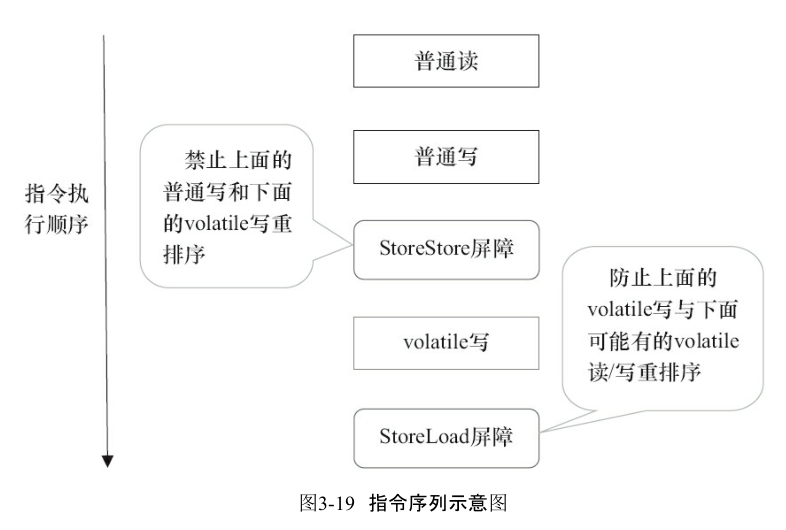 普通读
普通写
禁止上面的
普通写和下面
的volatile写重
排序
指令执
行顺序
StoreStore屏障
防止上面的
volatile写与下面
可能有的volatile
读/写重排序
volatile写
StoreLoad屏障
图3-19 指令序列示意图